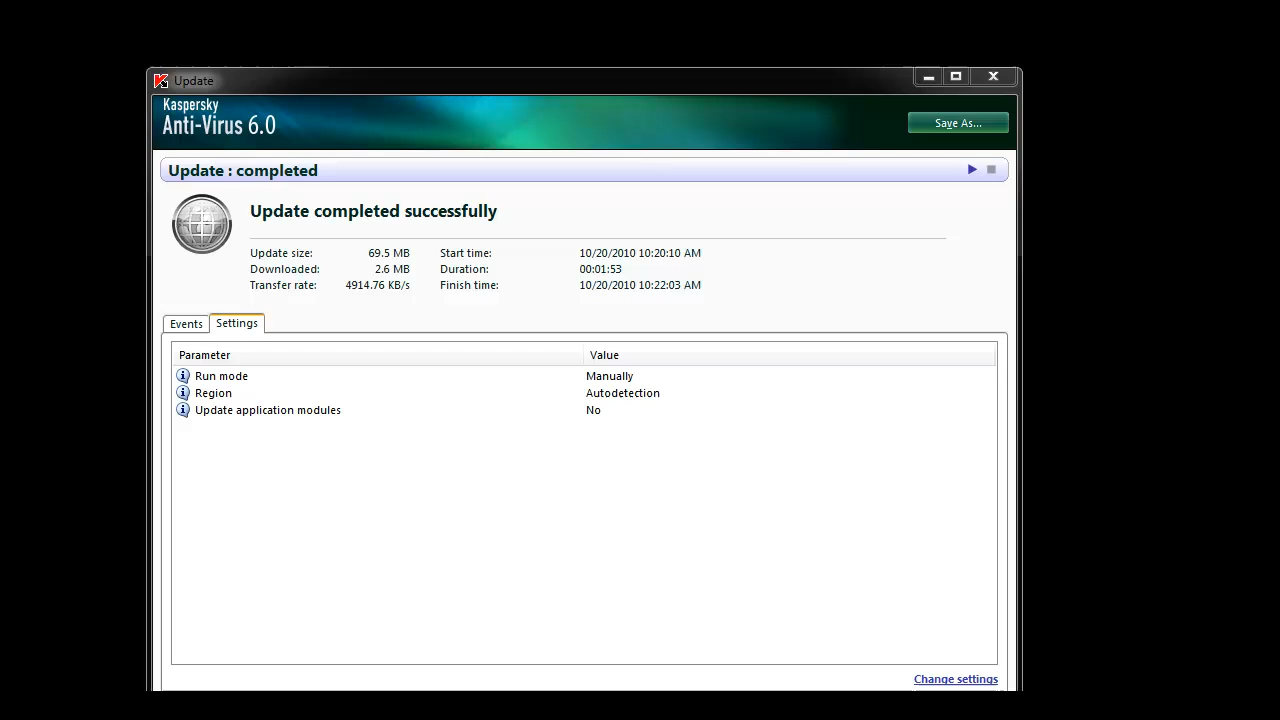 Update
Kaspersky
Anti-Virus 6.0
Save As...
Update : completed
Update completed successfully
Update size: 69.5 MB Start time: 10/20/2010 10:20:10 AM
Downloaded: 2.6 MB Duration: 00:01:53
Transfer rate: 4914.76 KB/s Finish time: 10/20/2010 10:22:03 AM
Events Settings
Parameter Value
Run mode Manually
Region Autodetection
Update application modules No
Change settings